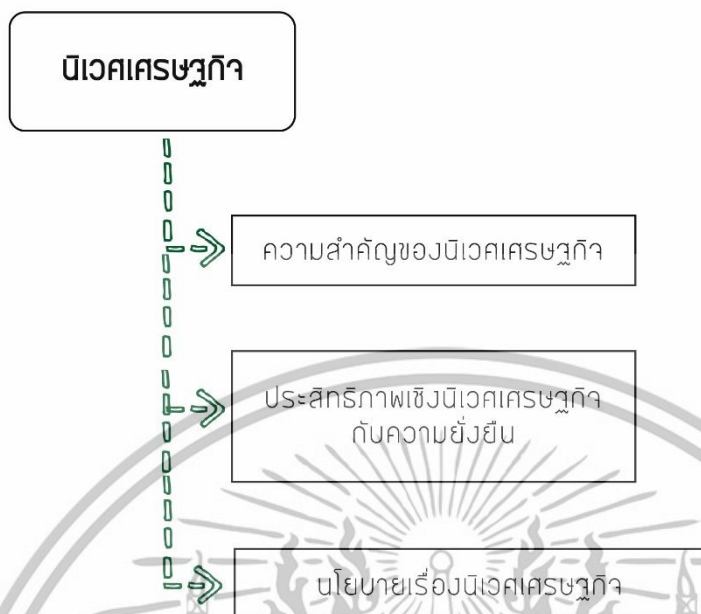 นิเวศเศรษฐกิจ
ความสำคัญของนิเวศเศรษฐกิจ
ประสิทธิภาพเชิงนิเวศเศรษฐกิจ
กับความยั่งยืน
นโยบายเรื่องนิเวศเศรษฐกิจ